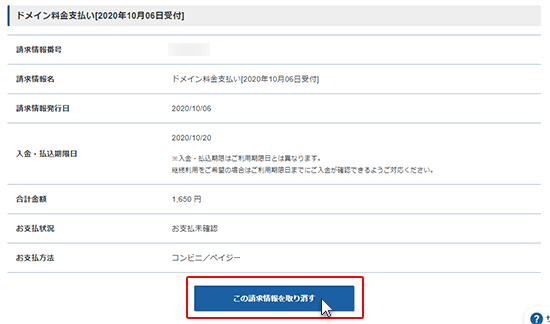 ドメイン料金支払い[2020年10月06日受付]
請求情報番号
請求情報名 ドメイン料金支払い[2020年10月06日受付]
請求情報発行日 2020/10/06
入金・払込期限日 2020/10/20
※入金・払込期限はご利用期限日とは異なります。
継続利用をご希望の場合はご利用期限日までにご入金が確認できるようご対応ください。
合計金額 1,650 円
お支払状況 お支払未確認
お支払方法 コンビニ／ペイジー
この請求情報を取り消す
?